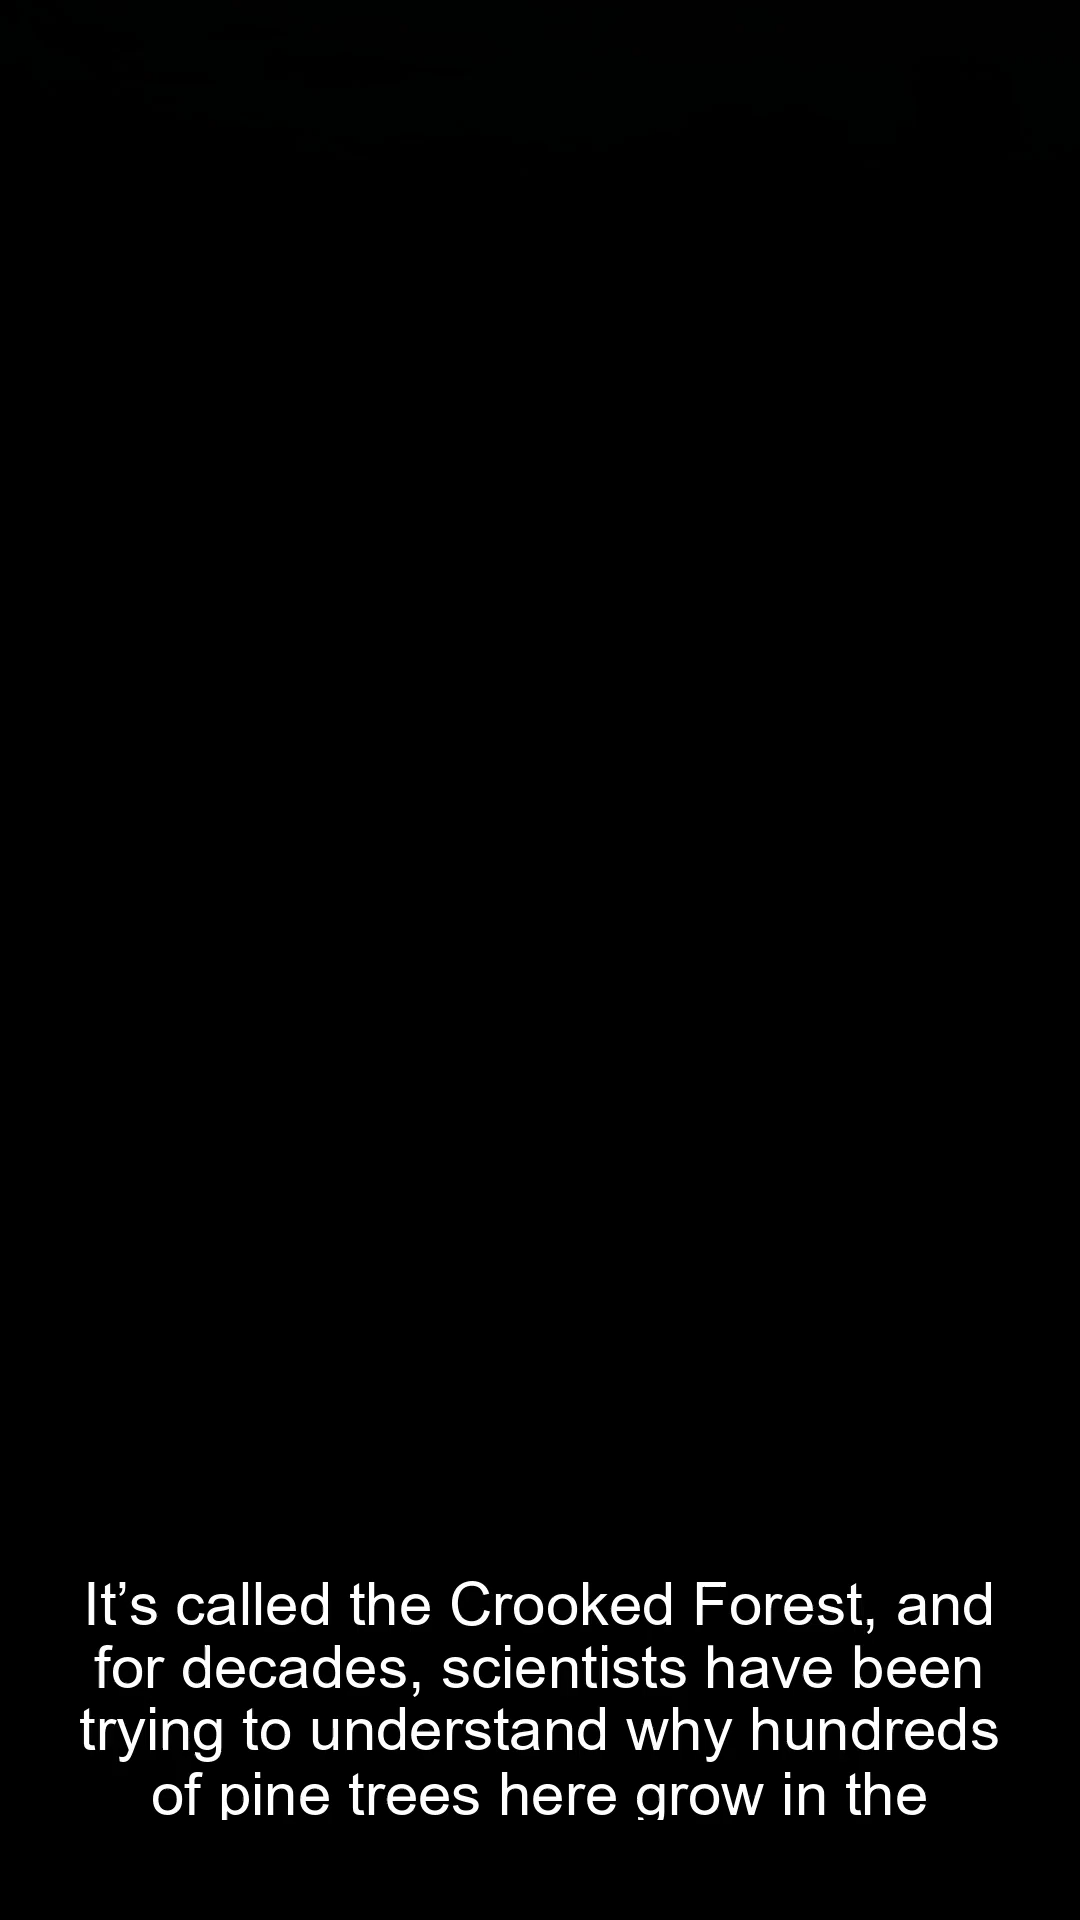 It’s called the Crooked Forest, and
for decades, scientists have been
trying to understand why hundreds
of pine trees here grow in the